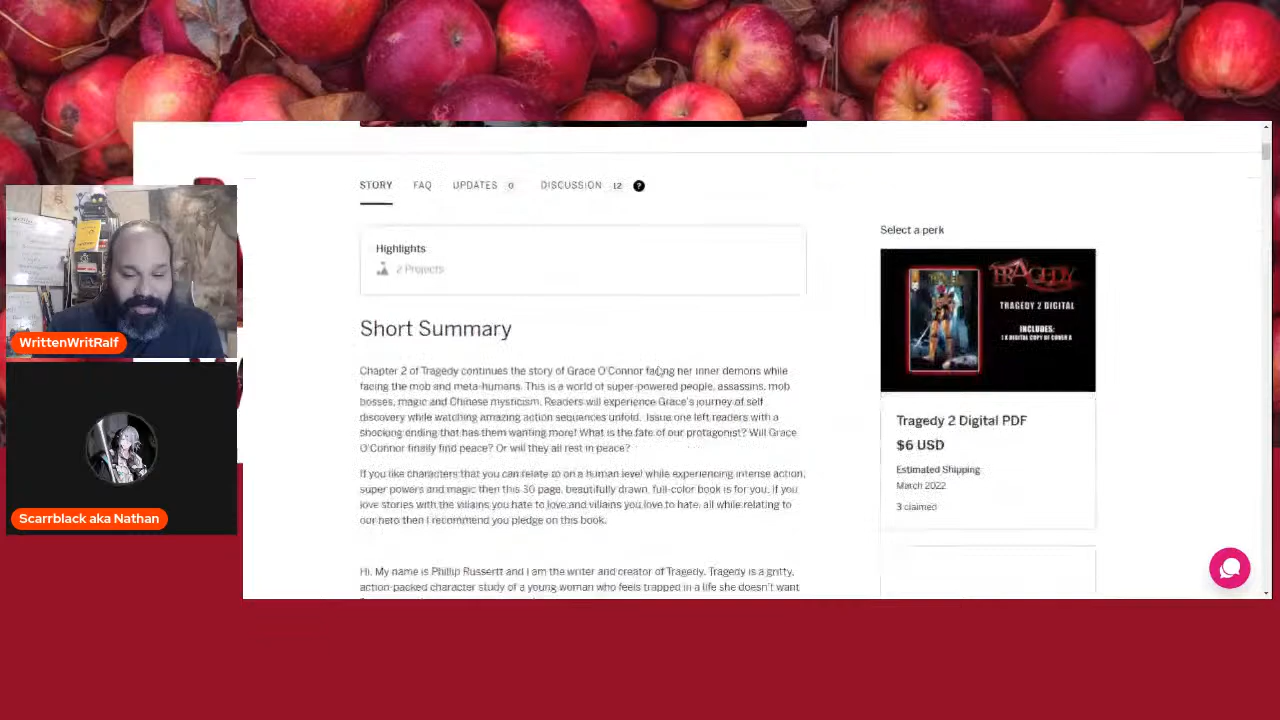 STORY FAQ UPDATES 0 DISCUSSION 12 ?
Highlights
2 Projects
Short Summary
Chapter 2 of Tragedy continues the story of Grace O'Connor facing her inner demons while
facing the mob and meta-humans. This is a world of super-powered people, assassins, mob
bosses, magic and Chinese mysticism. Readers will experience Grace's journey of self
discovery while watching amazing action sequences unfold. Issue one left readers with a
shocking ending that has them wanting more! What is the fate of our protagonist? Will Grace
O'Connor finally find peace? Or will they all rest in peace?
If you like characters that you can relate to on a human level while experiencing intense action,
super powers and magic then this 30 page, beautifully drawn, full-color book is for you. If you
love stories with the villains you hate to love and villains you love to hate, all while relating to
our hero then I recommend you pledge on this book.
Hi. My name is Phillip Russertt and I am the writer and creator of Tragedy. Tragedy is a gritty,
action-packed character study of a young woman who feels trapped in a life she doesn't want
Select a perk
TRAGEDY
TRAGEDY 2 DIGITAL
INCLUDES:
1 X DIGITAL COPY OF COVER A
Tragedy 2 Digital PDF
$6 USD
Estimated Shipping
March 2022
3 claimed
WrittenWritRalf
Scarrblack aka Nathan